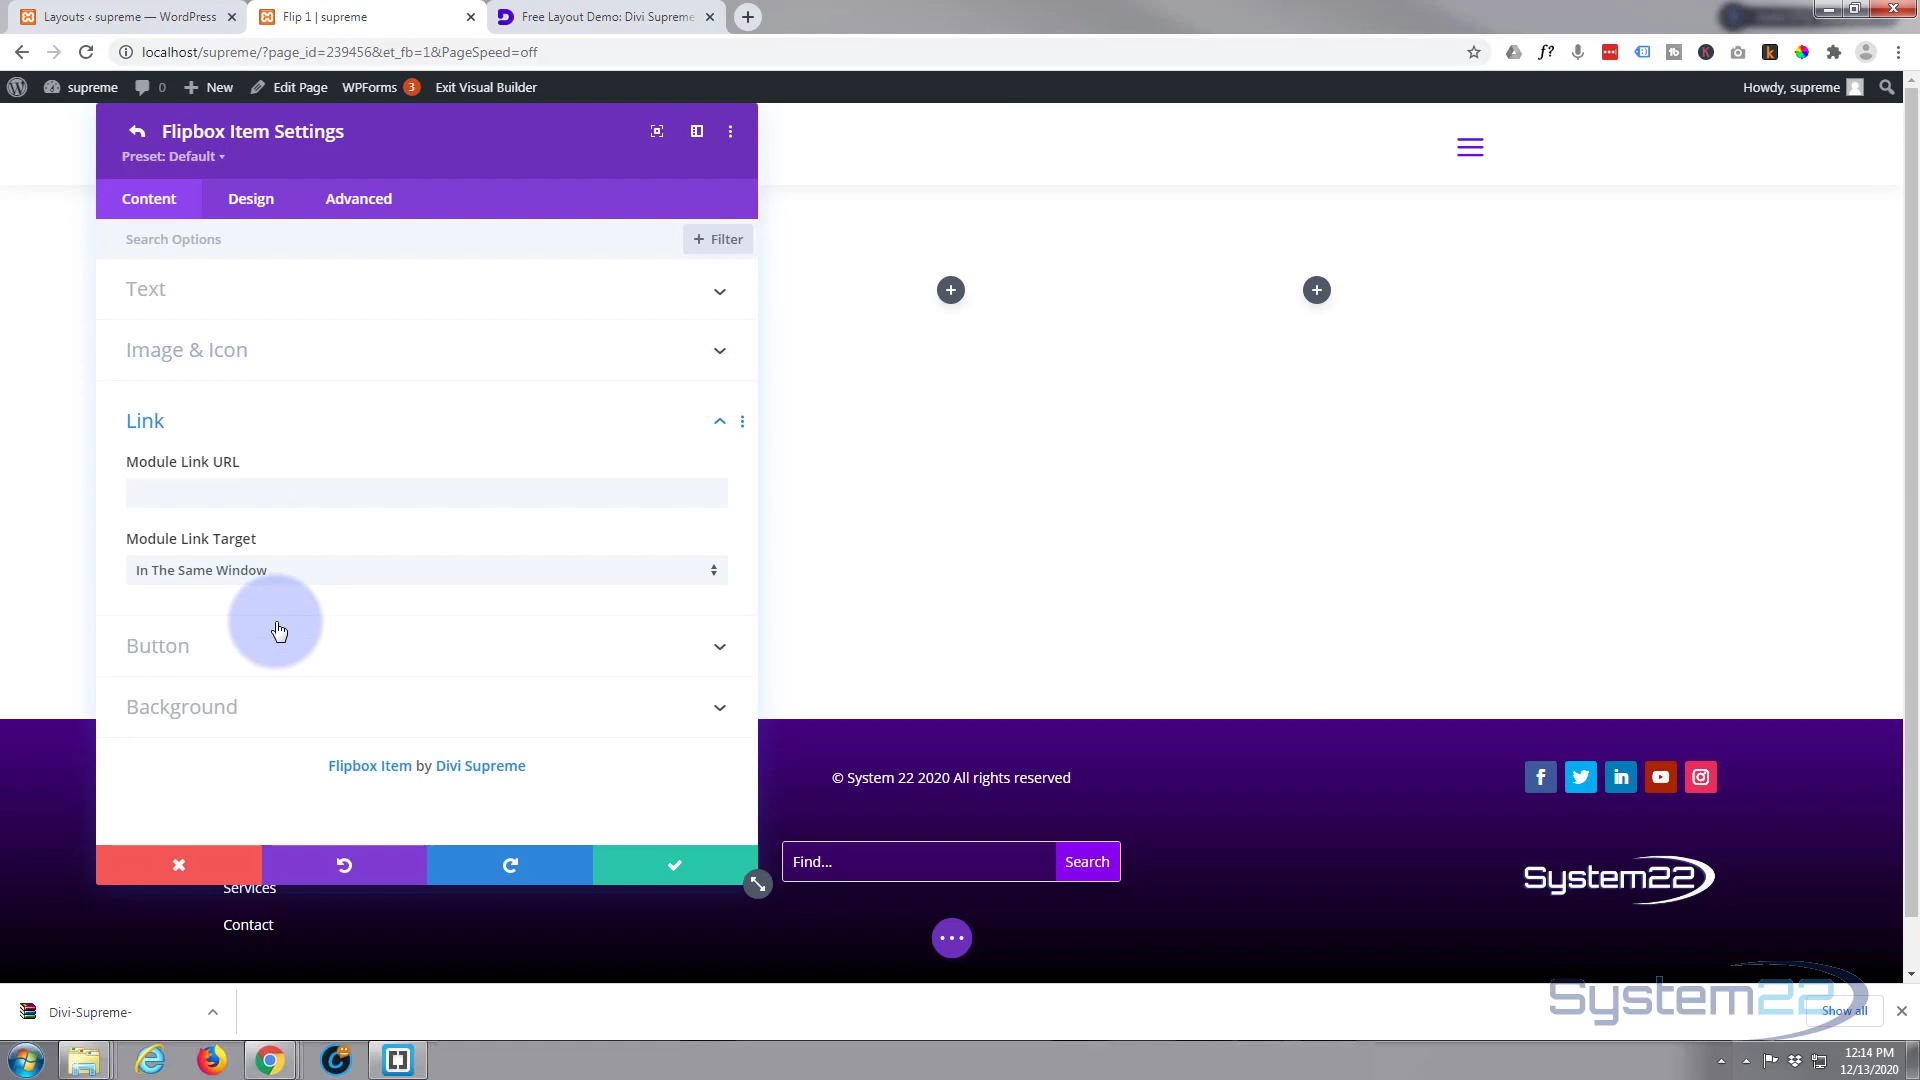 Layouts ‹ supreme — WordPress
Flip 1 | supreme
Free Layout Demo: Divi Supreme
localhost/supreme/?page_id=239456&et_fb=1&PageSpeed=off
supreme
0
New
Edit Page
WPForms
3
Exit Visual Builder
Howdy, supreme
Flipbox Item Settings
Preset: Default
Content
Design
Advanced
Search Options
+ Filter
Text
Image & Icon
Link
Module Link URL
Module Link Target
In The Same Window
Button
Background
Flipbox Item by Divi Supreme
© System 22 2020 All rights reserved
Find...
Search
System22
Services
Contact
System22
Show all
Divi-Supreme-
12:14 PM
12/13/2020